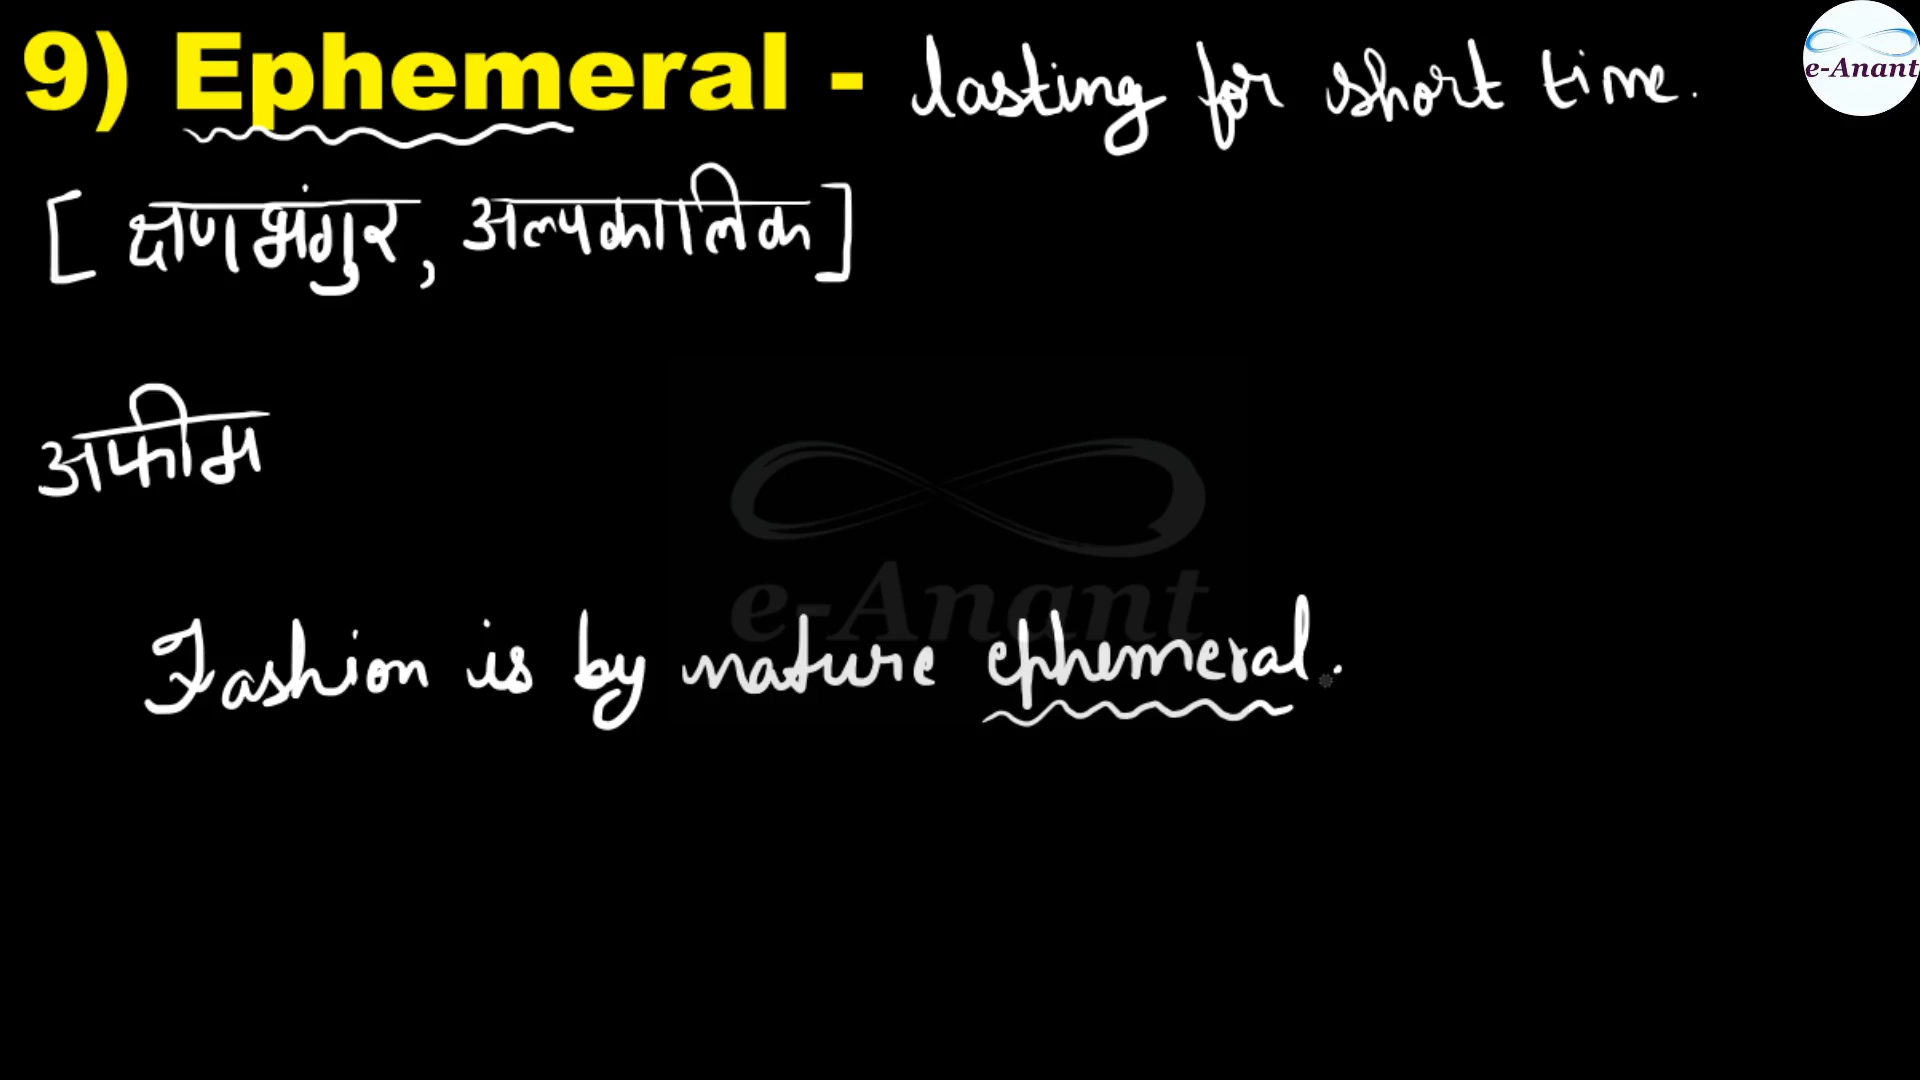 9) Ephemeral - lasting for short time.
e-Anant
[ क्षणभंगुर, अल्पकालिक ]
अफीम
e-Anant
Fashion is by nature ephemeral.